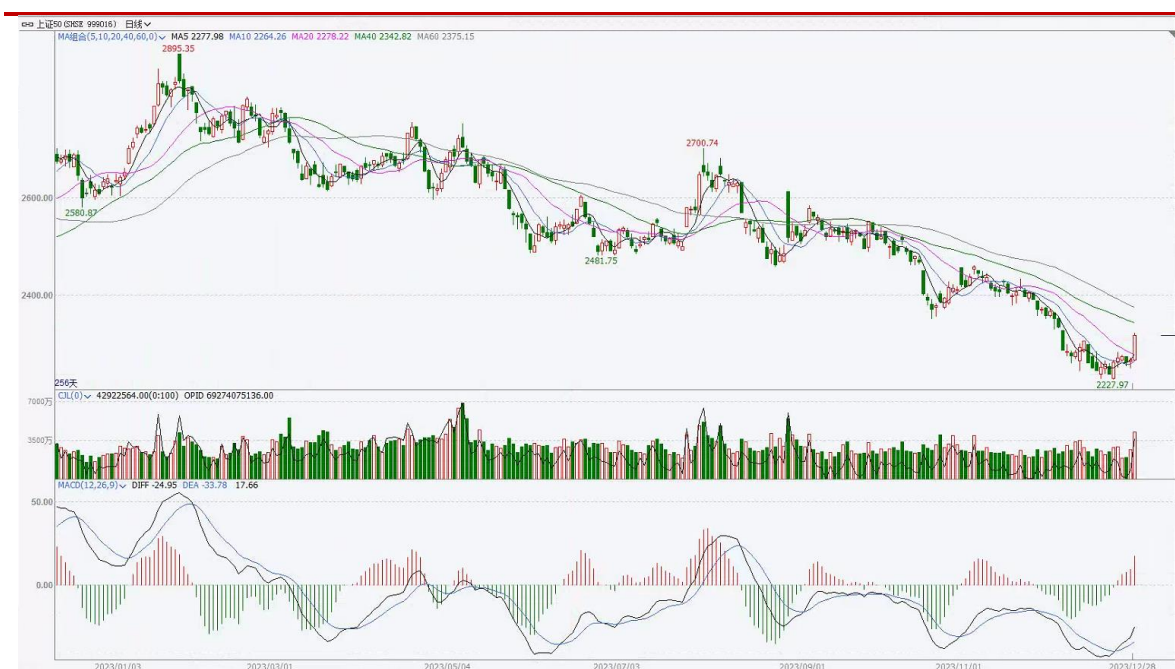 上证50(SHSE 999016) 日线
MA组合(5,10,20,40,60,0) MA5 2277.98 MA10 2264.26 MA20 2278.22 MA40 2342.82 MA60 2375.15
2895.35
2700.74
2600.00
2580.87
2481.75
2400.00
2227.97
256天
CJL(0) 42922564.00(0:100) OPID 69274075136.00
7000万
3500万
MACD(12,26,9) DIFF -24.95 DEA -33.78 17.66
50.00
0.00
2023/01/03 2023/03/01 2023/05/04 2023/07/03 2023/09/01 2023/11/01 2023/12/28